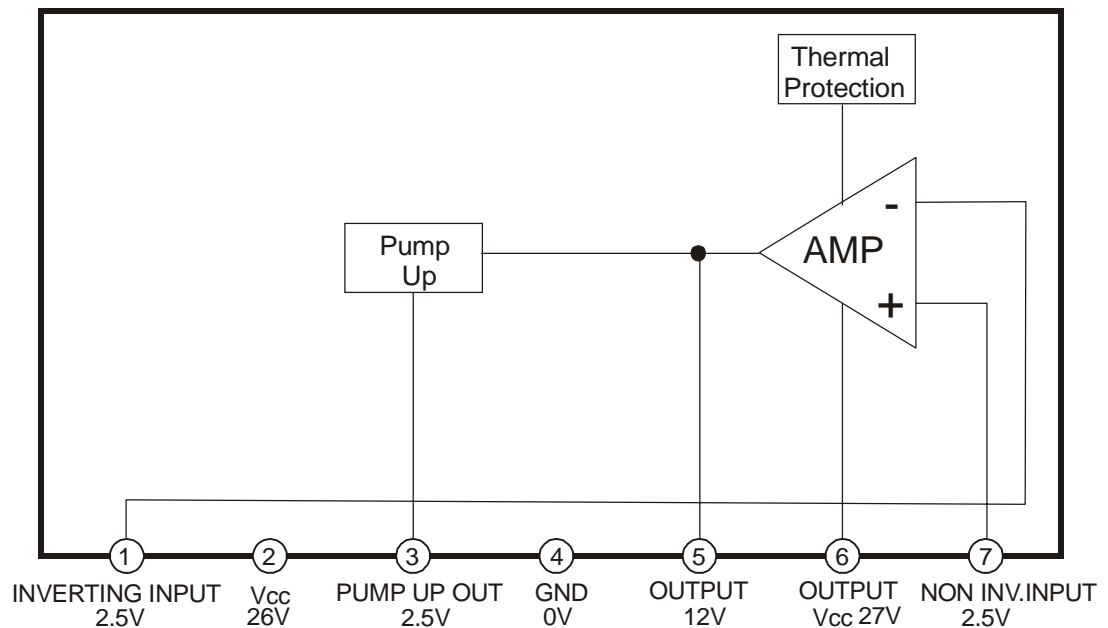 Thermal
Protection
-
AMP
+
Pump
Up
1 2 3 4 5 6 7
INVERTING INPUT Vcc PUMP UP OUT GND OUTPUT OUTPUT NON INV.INPUT
2.5V 26V 2.5V 0V 12V Vcc 27V 2.5V